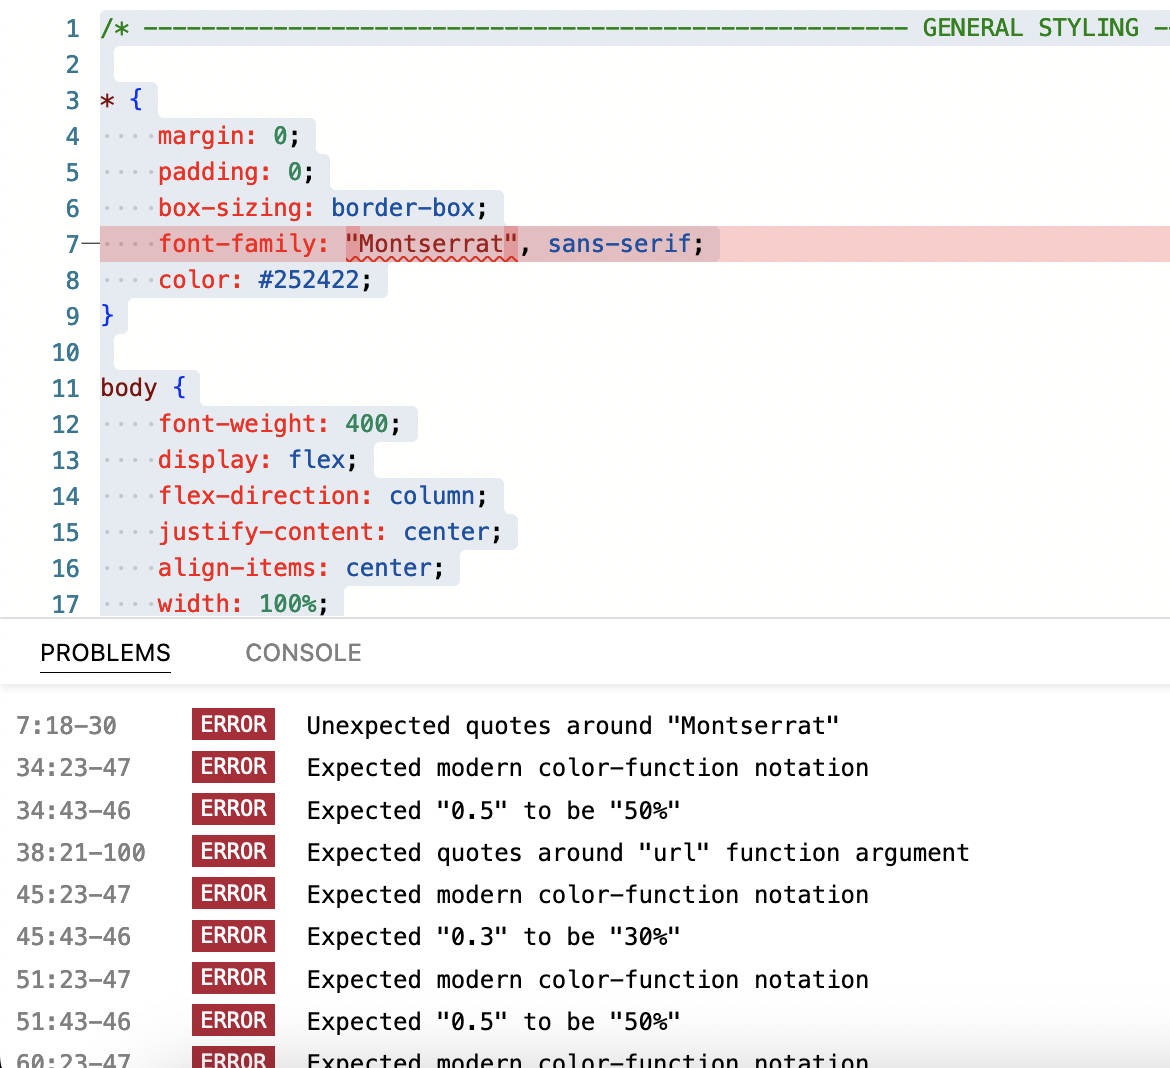 1 /* ----------------------------------------------------- GENERAL STYLING -
2
3 * {
4 margin: 0;
5 padding: 0;
6 box-sizing: border-box;
7 font-family: "Montserrat", sans-serif;
8 color: #252422;
9 }
10
11 body {
12 font-weight: 400;
13 display: flex;
14 flex-direction: column;
15 justify-content: center;
16 align-items: center;
17 width: 100%;
PROBLEMS CONSOLE
7:18-30 ERROR Unexpected quotes around "Montserrat"
34:23-47 ERROR Expected modern color-function notation
34:43-46 ERROR Expected "0.5" to be "50%"
38:21-100 ERROR Expected quotes around "url" function argument
45:23-47 ERROR Expected modern color-function notation
45:43-46 ERROR Expected "0.3" to be "30%"
51:23-47 ERROR Expected modern color-function notation
51:43-46 ERROR Expected "0.5" to be "50%"
60:23-47 ERROR Expected modern color-function notation